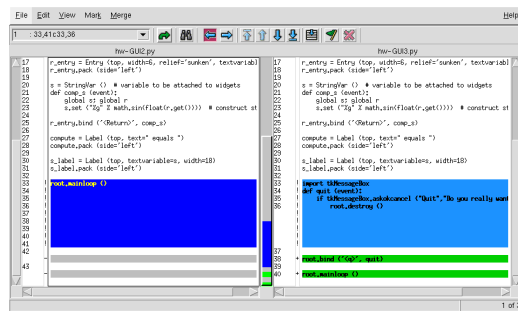 File Edit View Mark Merge Help
1 : 33,41c33,36
hw-GUI2.py hw-GUI3.py
17 r_entry = Entry (top, width=6, relief='sunken', textvariabl
18 r_entry.pack (side='left')
19
20 s = StringVar () # variable to be attached to widgets
21 def comp_s (event):
22 global s; global r
23 s.set ("%g" % math.sin(float(r.get()))) # construct st
24
25 r_entry.bind ('<Return>', comp_s)
26
27 compute = Label (top, text=" equals ")
28 compute.pack (side='left')
29
30 s_label = Label (top, textvariable=s, width=18)
31 s_label.pack (side='left')
32
33 ! root.mainloop ()
34 !
35 !
36 !
37 !
38 !
39 !
40 !
41 !
42
-
43
-
17 r_entry = Entry (top, width=6, relief='sunken', textvariabl
18 r_entry.pack (side='left')
19
20 s = StringVar () # variable to be attached to widgets
21 def comp_s (event):
22 global s; global r
23 s.set ("%g" % math.sin(float(r.get()))) # construct st
24
25 r_entry.bind ('<Return>', comp_s)
26
27 compute = Label (top, text=" equals ")
28 compute.pack (side='left')
29
30 s_label = Label (top, textvariable=s, width=18)
31 s_label.pack (side='left')
32
33 ! import tkMessageBox
34 ! def quit (event):
35 ! if tkMessageBox.askokcancel ("Quit","Do you really want
36 ! root.destroy ()
37
38 + root.bind ('<q>', quit)
39
40 + root.mainloop ()
1 of